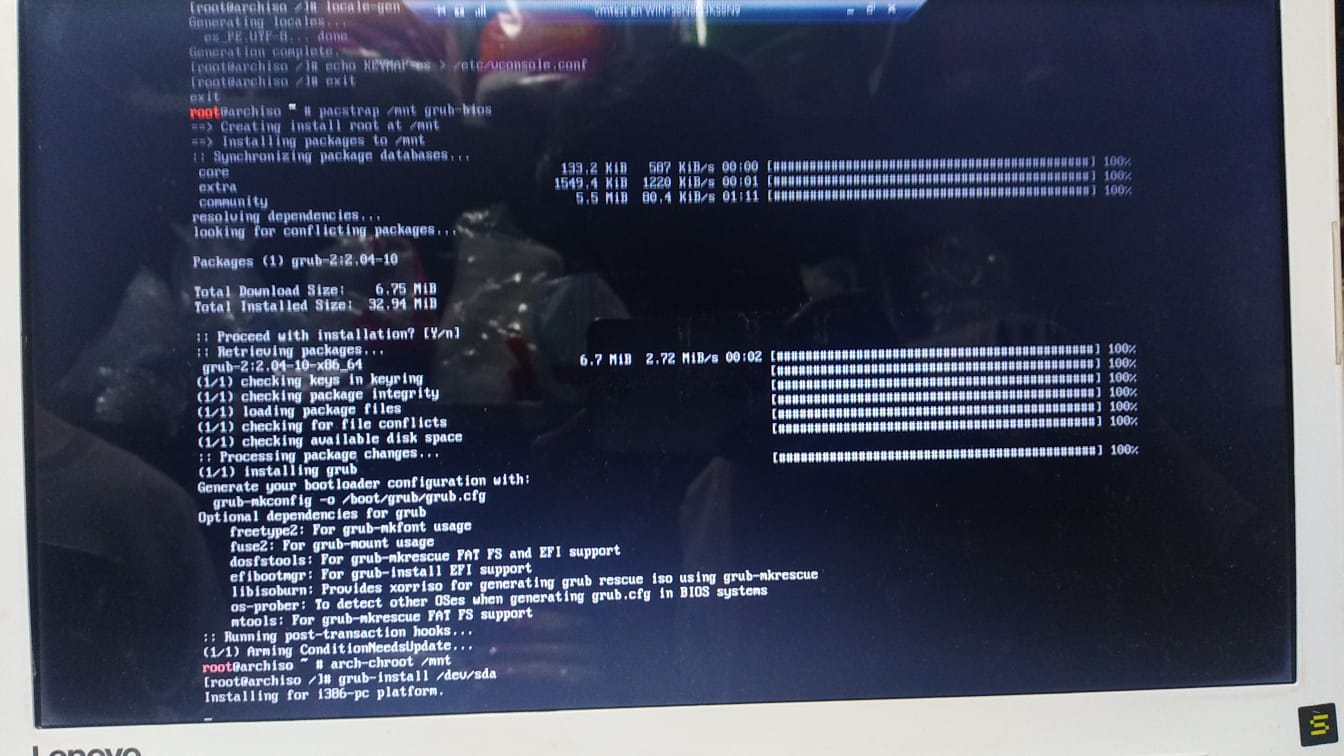 [root@archiso /]# locale-gen
vmtest en
Generating locales...
es_PE.UTF-8... done
Generation complete.
[root@archiso /]# echo KEYMAP=es > /etc/vconsole.conf
[root@archiso /]# exit
exit
root@archiso ~ # pacstrap /mnt grub-bios
==> Creating install root at /mnt
==> Installing packages to /mnt
:: Synchronizing package databases...
core 133.2 KiB 587 KiB/s 00:00 [######################################] 100%
extra 1549.4 KiB 1220 KiB/s 00:01 [######################################] 100%
community 5.5 MiB 80.4 KiB/s 01:11 [######################################] 100%
resolving dependencies...
looking for conflicting packages...
Packages (1) grub-2:2.04-10
Total Download Size: 6.75 MiB
Total Installed Size: 32.94 MiB
:: Proceed with installation? [Y/n]
:: Retrieving packages...
grub-2:2.04-10-x86_64 6.7 MiB 2.72 MiB/s 00:02 [######################################] 100%
(1/1) checking keys in keyring [######################################] 100%
(1/1) checking package integrity [######################################] 100%
(1/1) loading package files [######################################] 100%
(1/1) checking for file conflicts [######################################] 100%
(1/1) checking available disk space [######################################] 100%
:: Processing package changes...
(1/1) installing grub [######################################] 100%
Generate your bootloader configuration with:
grub-mkconfig -o /boot/grub/grub.cfg
Optional dependencies for grub
freetype2: For grub-mkfont usage
fuse2: For grub-mount usage
dosfstools: For grub-mkrescue FAT FS and EFI support
efibootmgr: For grub-install EFI support
libisoburn: Provides xorriso for generating grub rescue iso using grub-mkrescue
os-prober: To detect other OSes when generating grub.cfg in BIOS systems
mtools: For grub-mkrescue FAT FS support
:: Running post-transaction hooks...
(1/1) Arming ConditionNeedsUpdate...
root@archiso ~ # arch-chroot /mnt
[root@archiso /]# grub-install /dev/sda
Installing for i386-pc platform.
Lenovo